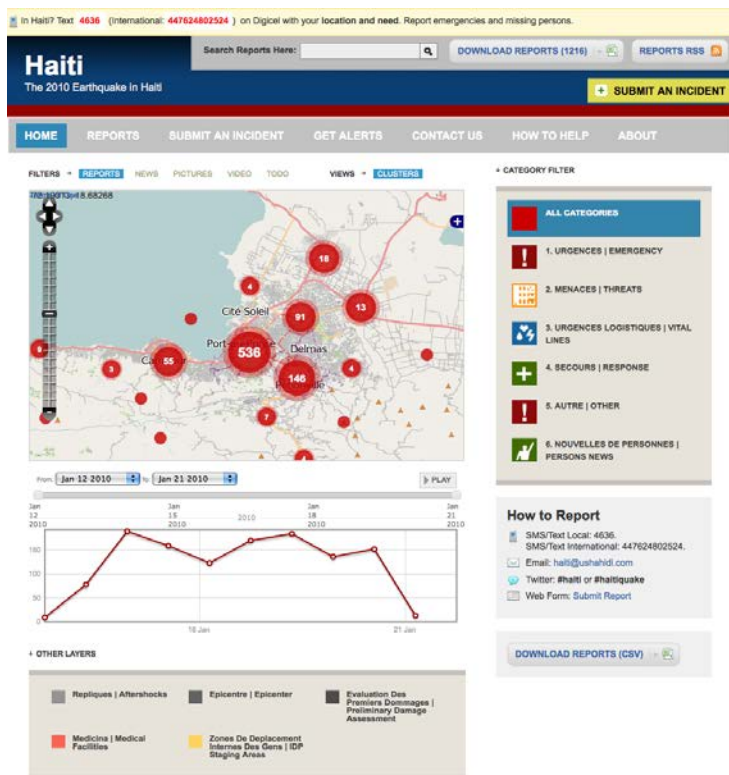 In Haiti? Text 4636 (International: 447624802524 ) on Digicel with your location and need. Report emergencies and missing persons.
Haiti
The 2010 Earthquake in Haiti
Search Reports Here:
DOWNLOAD REPORTS (1216)
REPORTS RSS
+ SUBMIT AN INCIDENT
HOME REPORTS SUBMIT AN INCIDENT GET ALERTS CONTACT US HOW TO HELP ABOUT
FILTERS → REPORTS NEWS PICTURES VIDEO TODO VIEWS → CLUSTERS
18
4
Cité Soleil
91
13
9
3
55
536
Delmas
146
4
7
From: Jan 12 2010 to: Jan 21 2010
PLAY
Jan 12 2010
Jan 15 2010
2010
Jan 18 2010
Jan 21 2010
150
100
50
0
18 Jan
21 Jan
OTHER LAYERS
Repliques | Aftershocks
Epicentre | Epicenter
Evaluation Des
Premiers Dommages |
Preliminary Damage
Assessment
Medicina | Medical
Facilities
Zones De Deplacement
Internes Des Gens | IDP
Staging Areas
CATEGORY FILTER
ALL CATEGORIES
1. URGENCES | EMERGENCY
2. MENACES | THREATS
3. URGENCES LOGISTIQUES | VITAL
LINES
4. SECOURS | RESPONSE
5. AUTRE | OTHER
6. NOUVELLES DE PERSONNES |
PERSONS NEWS
How to Report
SMS/Text Local: 4636.
SMS/Text International: 447624802524.
Email: haiti@ushahidi.com
Twitter: #haiti or #haitiquake
Web Form: Submit Report
DOWNLOAD REPORTS (CSV)